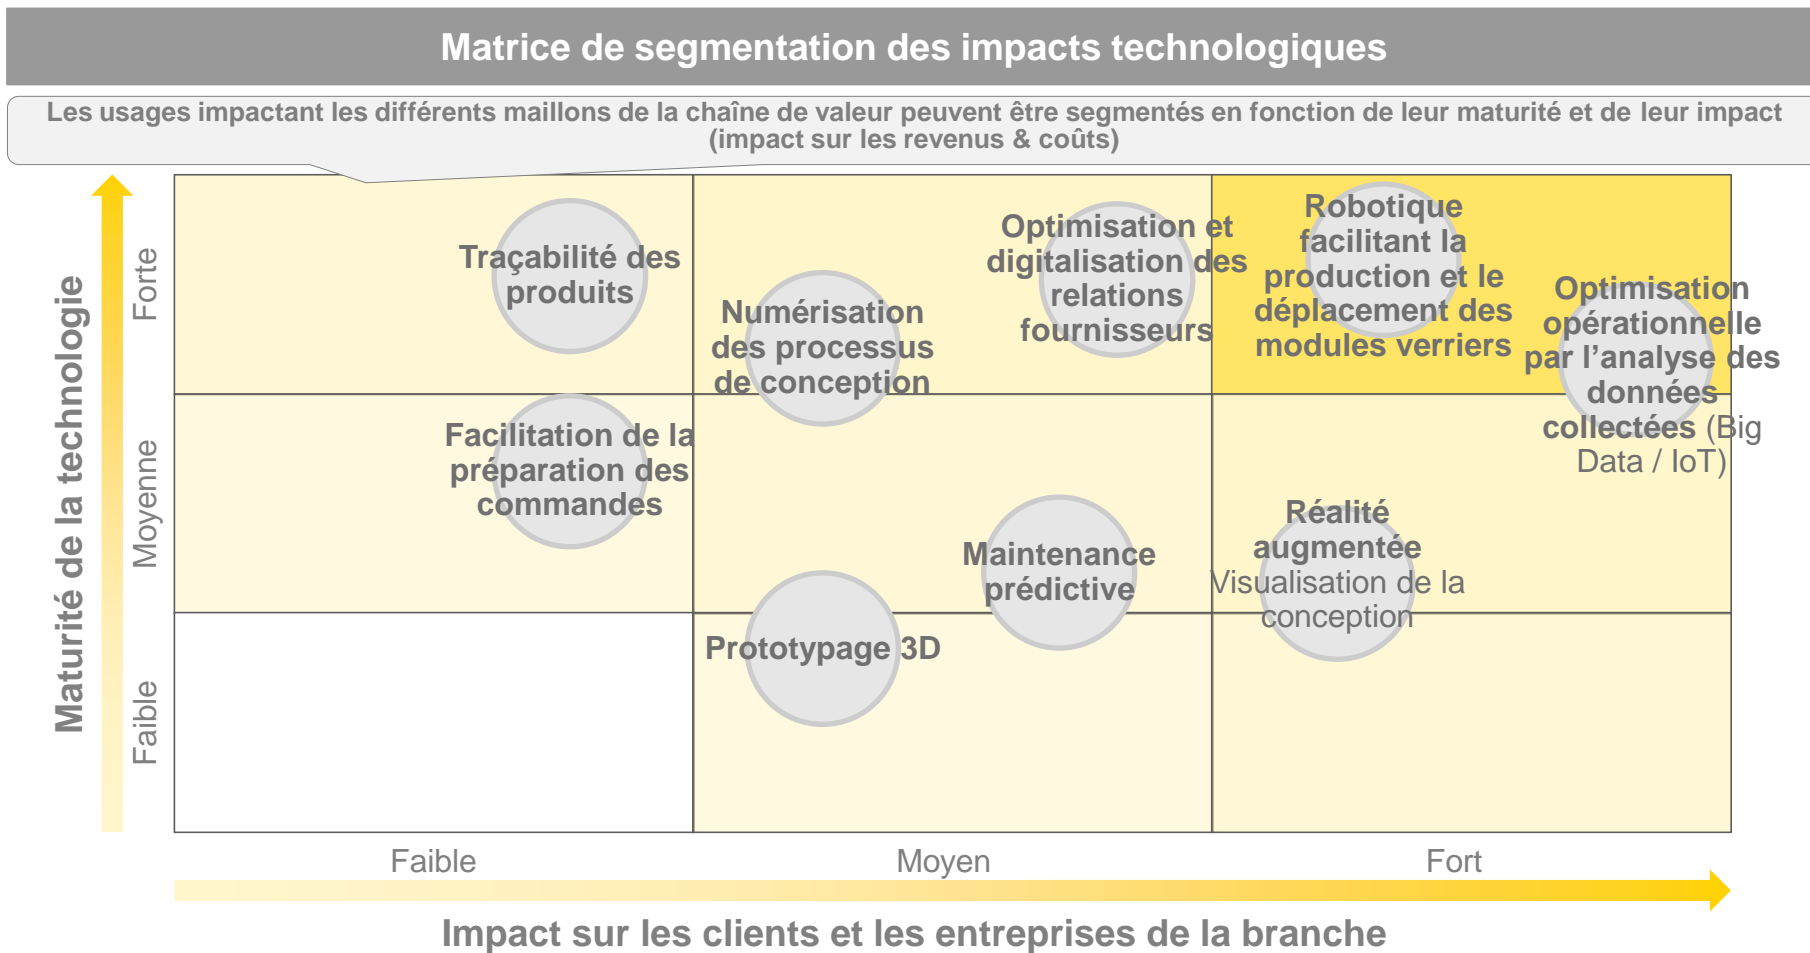 Matrice de segmentation des impacts technologiques
Les usages impactant les différents maillons de la chaîne de valeur peuvent être segmentés en fonction de leur maturité et de leur impact
(impact sur les revenus & coûts)
Maturité de la technologie
Forte
Moyenne
Faible
Traçabilité des
produits
Numérisation
des processus
de conception
Optimisation et
digitalisation des
relations
fournisseurs
Robotique
facilitant la
production et le
déplacement des
modules verriers
Optimisation
opérationnelle
par l'analyse des
données
collectées (Big
Data / IoT)
Facilitation de la
préparation des
commandes
Maintenance
prédictive
Réalité
augmentée
Visualisation de la
conception
Prototypage 3D
Faible
Moyen
Fort
Impact sur les clients et les entreprises de la branche